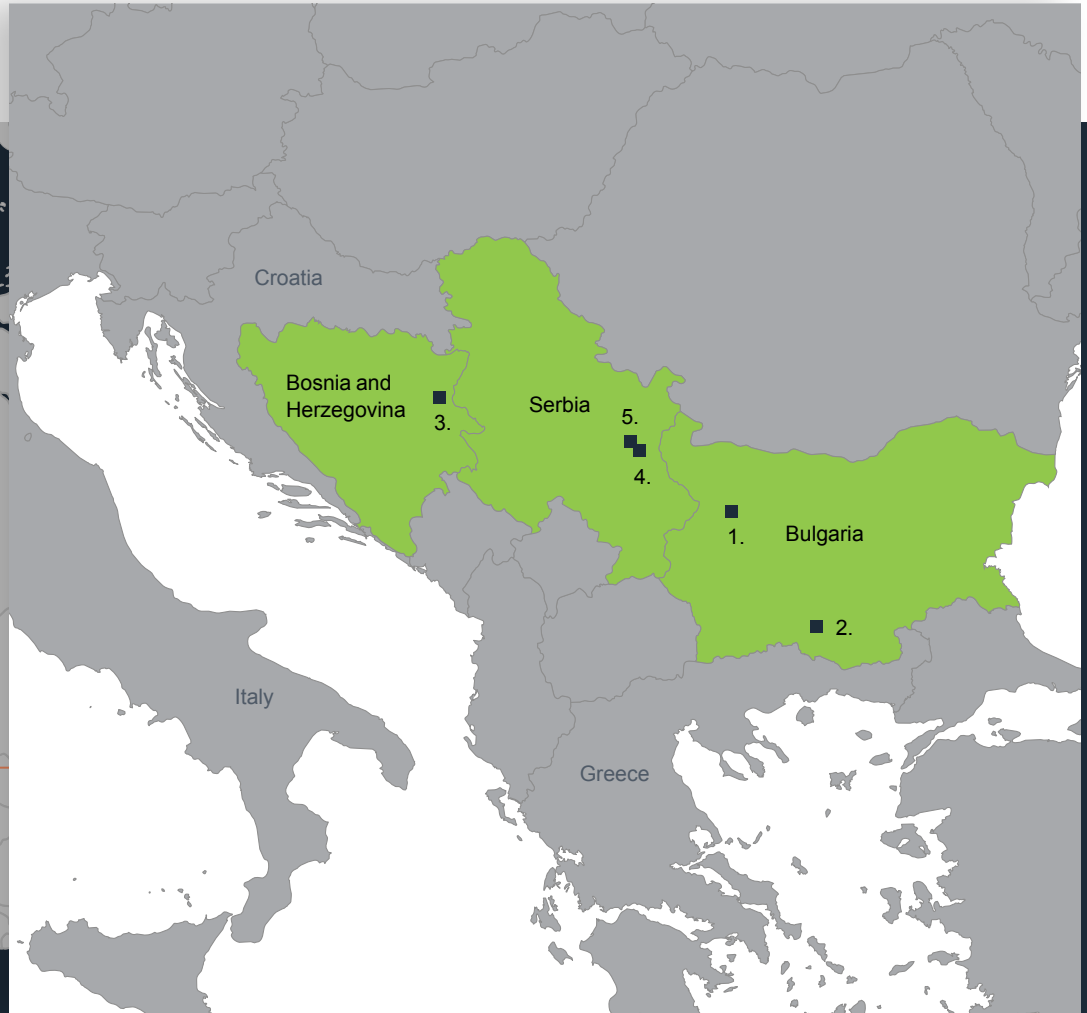 Croatia
Bosnia and
Herzegovina
3.
Serbia
5.
4.
1.
Bulgaria
2.
Italy
Greece